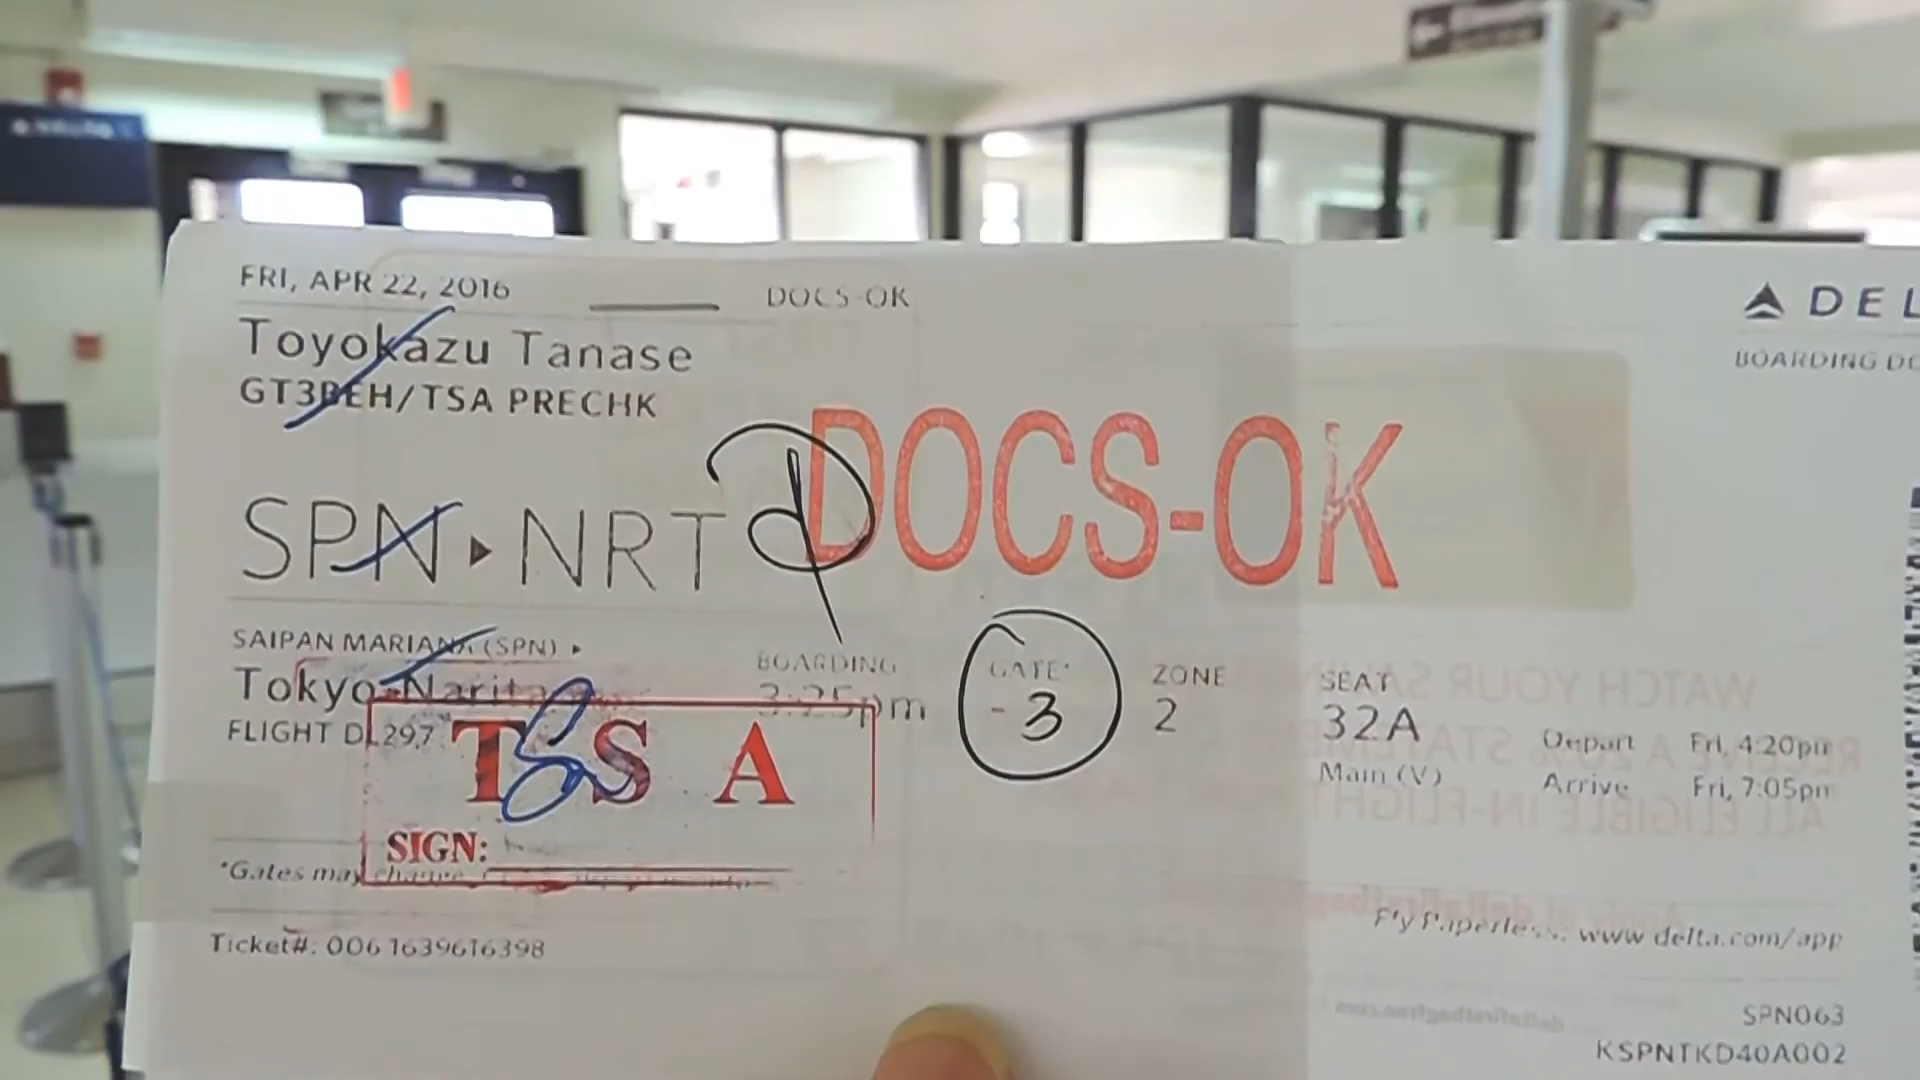 FRI, APR 22, 2016
DOCS-OK
DEL
Toyokazu Tanase
BOARDING DO
GT3BEH/TSA PRECHK
DOCS-OK
SPN ▸ NRT
SAIPAN MARIANA (SPN) ▸
Tokyo-Narita
FLIGHT DL297
BOARDING
3:25pm
GATE*
- 3
ZONE
2
SEAT
32A
Main (V)
Depart Fri, 4:20pm
Arrive Fri, 7:05pm
TSA
SIGN:
*Gates may change
Ticket#: 006 1639616398
Fly Paperless... www delta.com/app
SPN063
KSPNTKD40A002